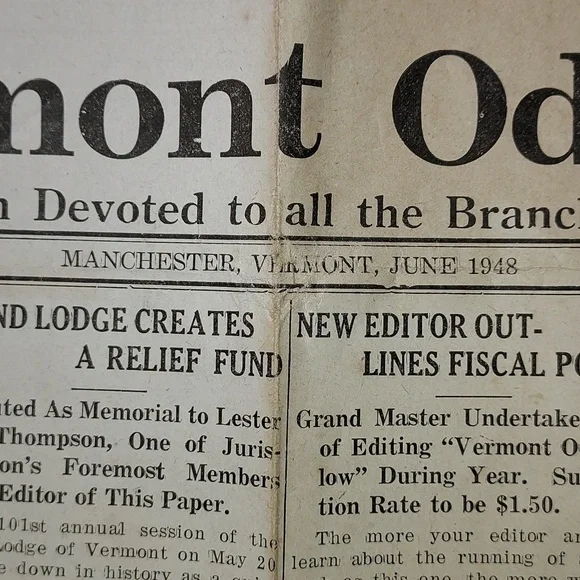 mont Od
n Devoted to all the Branc
MANCHESTER, VERMONT, JUNE 1948
ND LODGE CREATES
A RELIEF FUND
uted As Memorial to Lester
Thompson, One of Juris-
on's Foremost Members
Editor of This Paper.
101st annual session of the
Lodge of Vermont on May 20
e down in history as a
NEW EDITOR OUT-
LINES FISCAL PO
Grand Master Undertake
of Editing "Vermont O
low" During Year. Su
tion Rate to be $1.50.
The more your editor a
learn about the running of